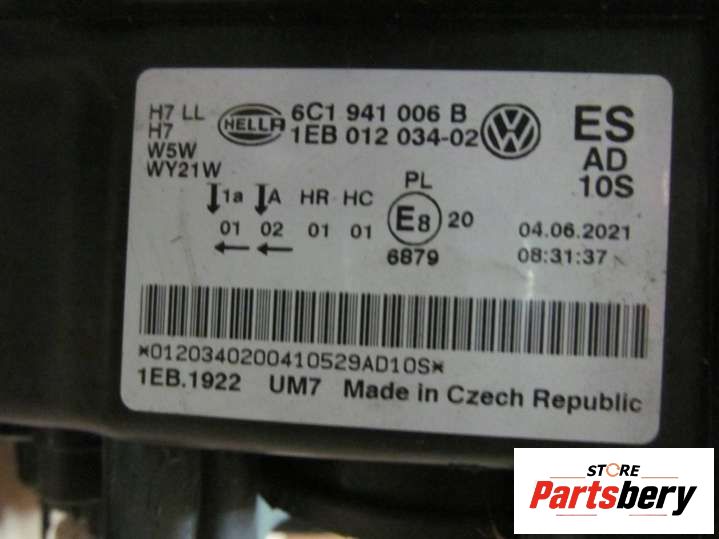 H7 LL
H7
W5W
WY21W
HELLA
6C1 941 006 B
1EB 012 034-02
ES
AD
10S
1a A HR HC
01 02 01 01
PL
E8 20
6879
04.06.2021
08:31:37
*0120340200410529AD10S*
1EB.1922 UM7 Made in Czech Republic
STORE
Partsbery